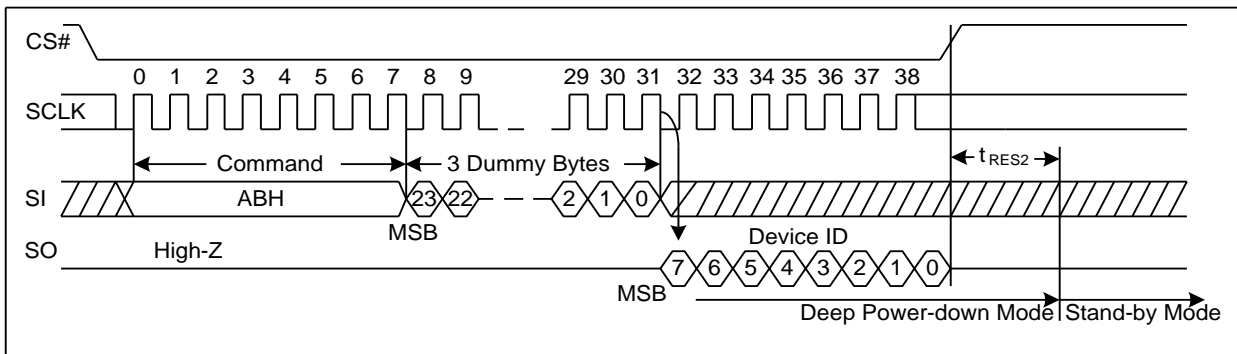 CS#
0 1 2 3 4 5 6 7 8 9 29 30 31 32 33 34 35 36 37 38
SCLK
Command 3 Dummy Bytes tRES2
SI ABH 23 22 2 1 0
MSB
SO High-Z Device ID
7 6 5 4 3 2 1 0
MSB
Deep Power-down Mode Stand-by Mode